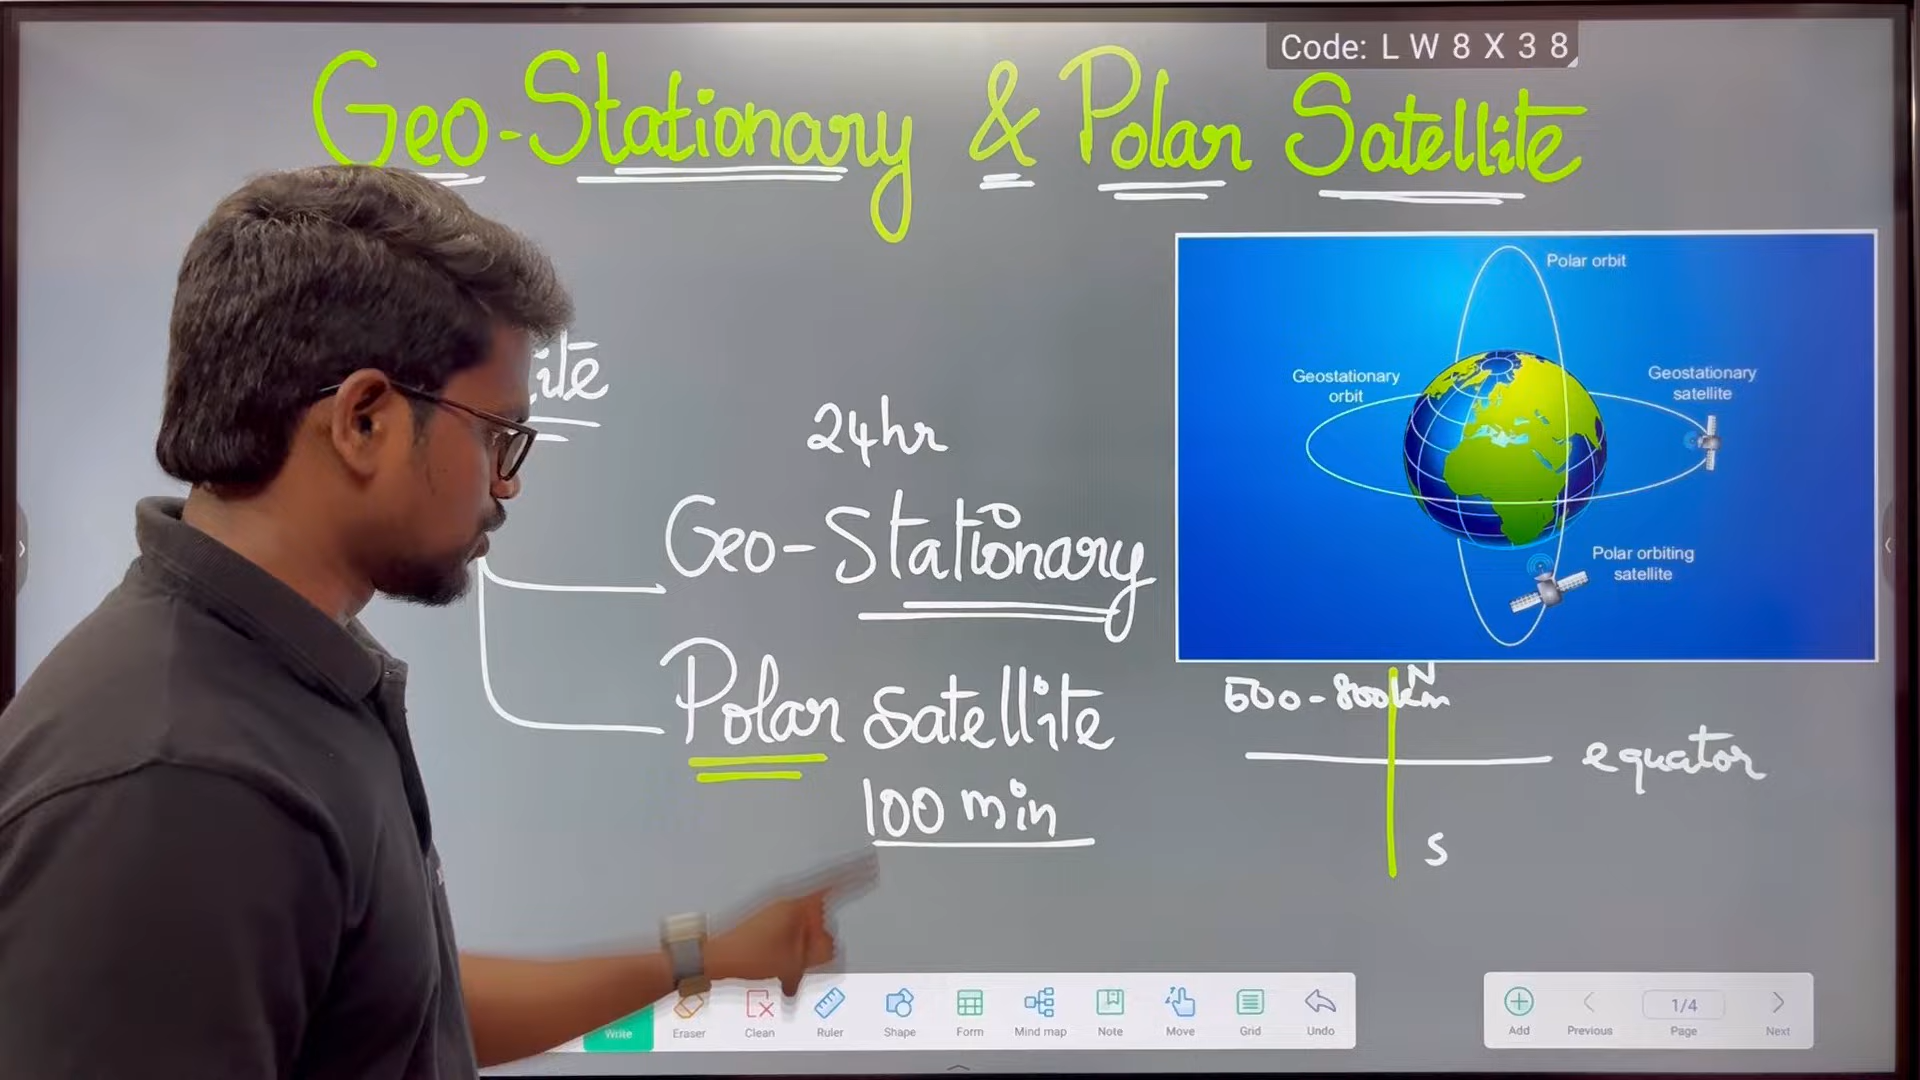 Code: L W 8 X 3 8
Geo-Stationary & Polar Satellite
Polar orbit
Geostationary
orbit
Geostationary
satellite
24hr
Geo-Stationary
Polar orbiting
satellite
Polar satellite
500-800km
N
equator
100 min
S
Write
Eraser
Clean
Ruler
Shape
Form
Mind map
Note
Move
Grid
Undo
Add
Previous
1/4
Page
Next